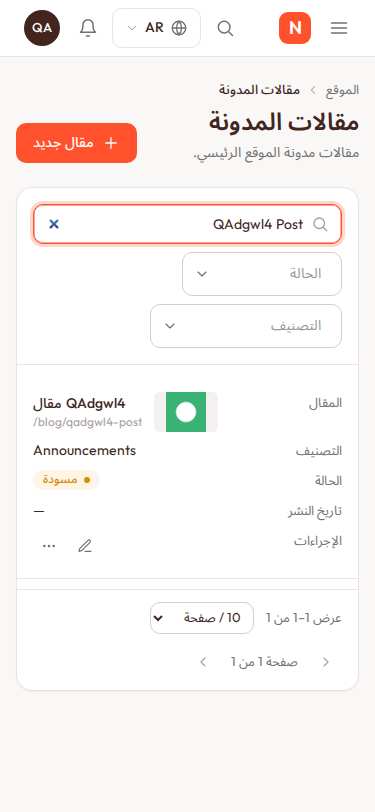 N
AR
QA
الموقع > مقالات المدونة
مقالات المدونة
مقالات مدونة الموقع الرئيسي.
+ مقال جديد
QAdgwl4 Post
الحالة
التصنيف
المقال
QAdgwl4 مقال
/blog/qadgwl4-post
التصنيف
Announcements
الحالة
مسودة
تاريخ النشر
—
الإجراءات
عرض 1–1 من 1
10 / صفحة
صفحة 1 من 1